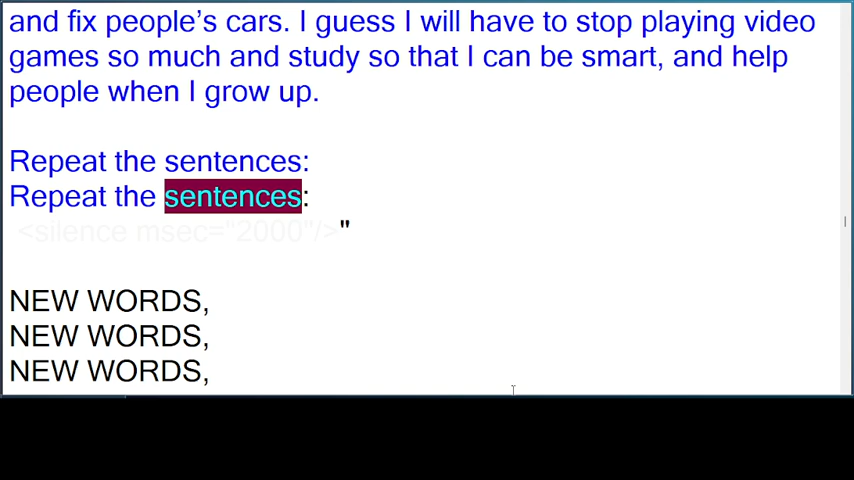 and fix people’s cars. I guess I will have to stop playing video
games so much and study so that I can be smart, and help
people when I grow up.
Repeat the sentences:
Repeat the sentences:
<silence msec="2000"/>"
NEW WORDS,
NEW WORDS,
NEW WORDS,